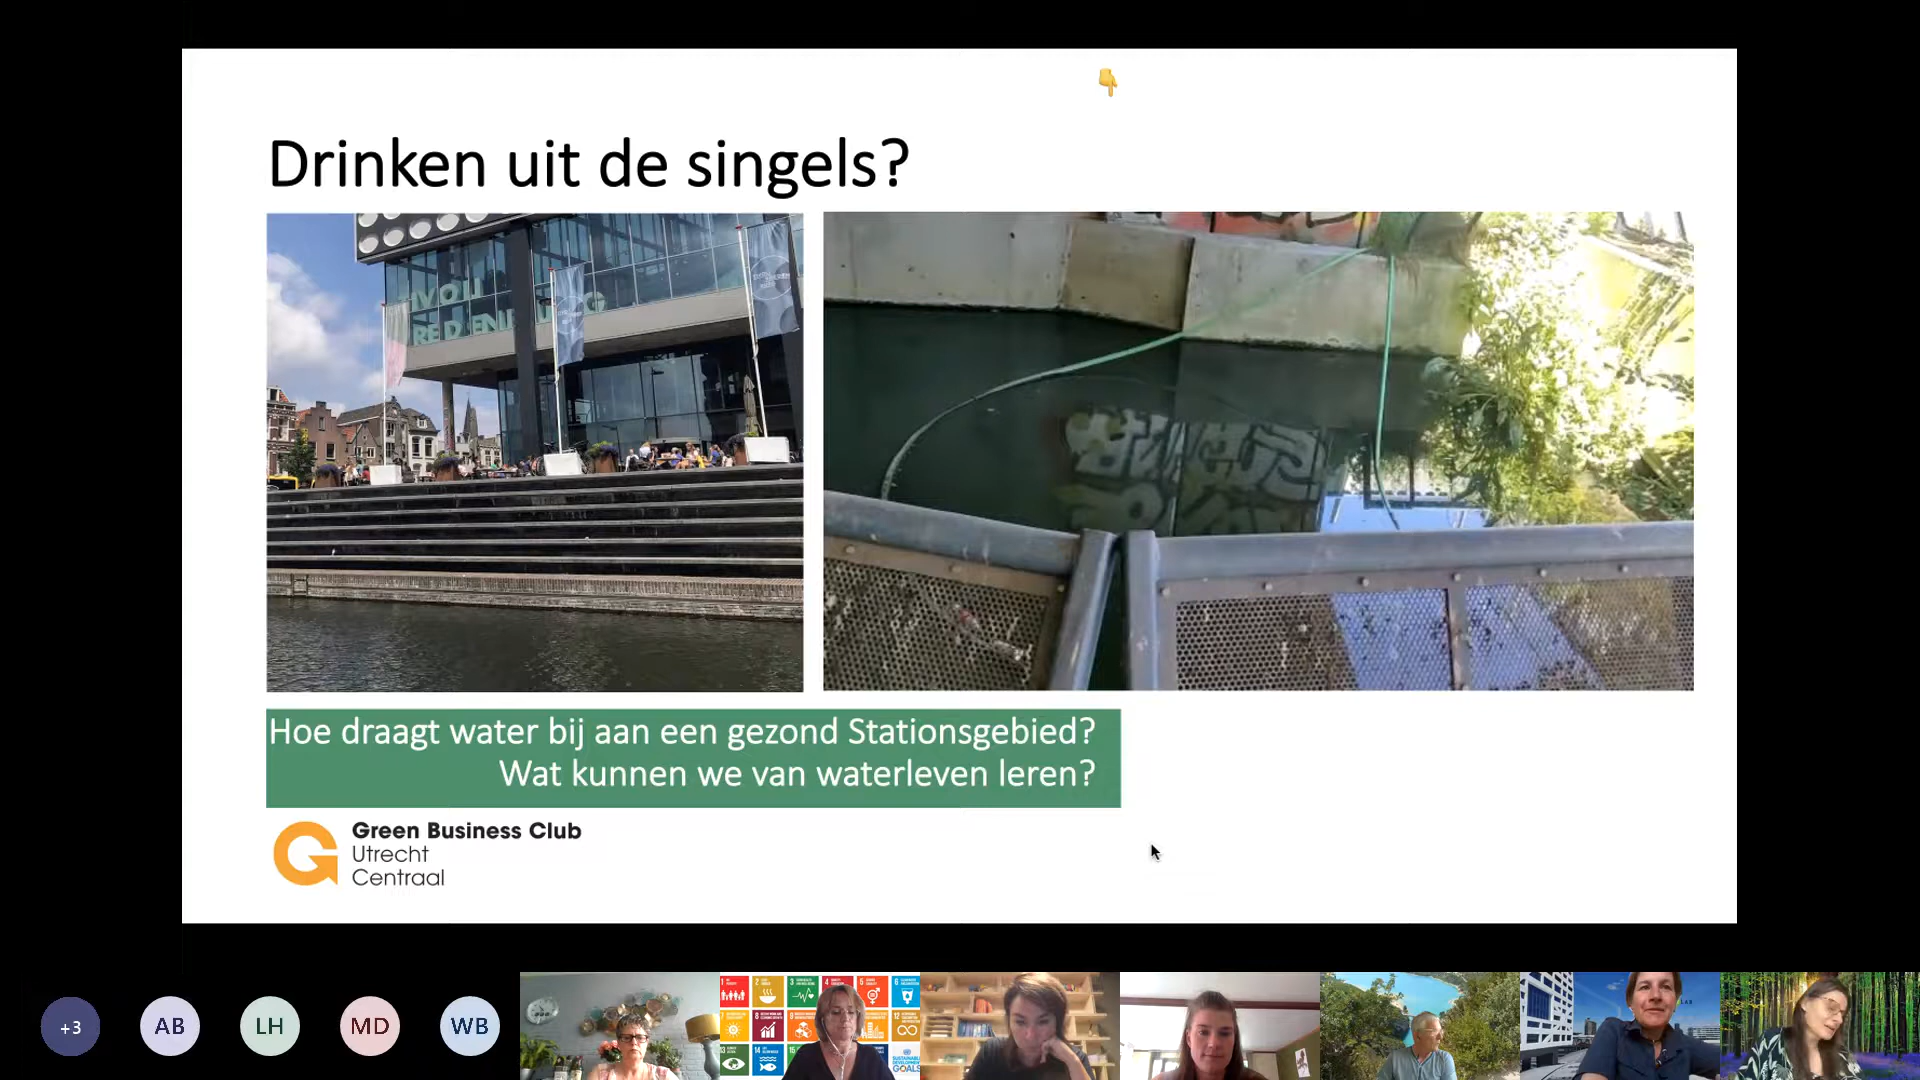 Drinken uit de singels?
Hoe draagt water bij aan een gezond Stationsgebied?
Wat kunnen we van waterleven leren?
Green Business Club
Utrecht
Centraal
+3
AB
LH
MD
WB
LAB